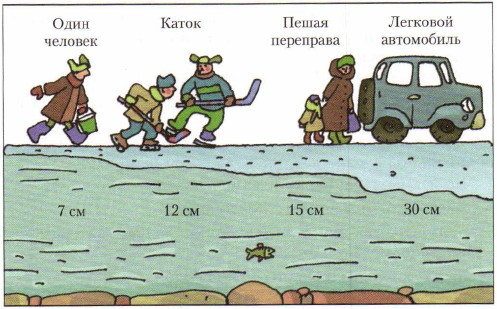 Один
человек
Каток
Пешая
переправа
Легковой
автомобиль
7 см
12 см
15 см
30 см